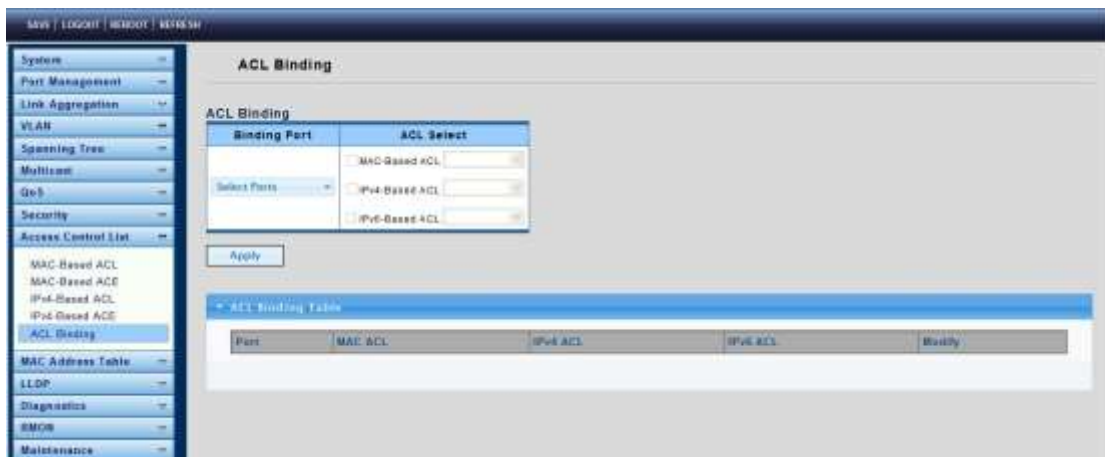 SAVE | LOGOUT | REBOOT | REFRESH
System
Port Management
Link Aggregation
VLAN
Spanning Tree
Multicast
QoS
Security
Access Control List
MAC-Based ACL
MAC-Based ACE
IPv4-Based ACL
IPv4-Based ACE
ACL Binding
MAC Address Table
LLDP
Diagnostics
RMON
Maintenance
ACL Binding
ACL Binding
Binding Port ACL Select
Select Ports
MAC-Based ACL
IPv4-Based ACL
IPv6-Based ACL
Apply
ACL Binding Table
Port MAC ACL IPv4 ACL IPv6 ACL Modify